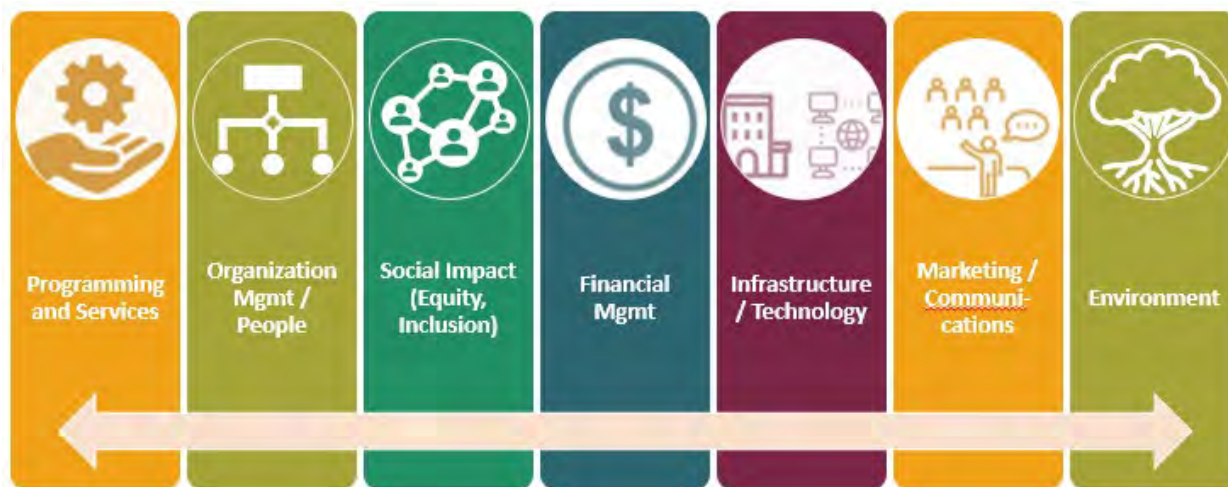 Programming
and Services
Organization
Mgmt /
People
Social Impact
(Equity,
Inclusion)
$
Financial
Mgmt
Infrastructure
/ Technology
Marketing /
Communi-
cations
Environment